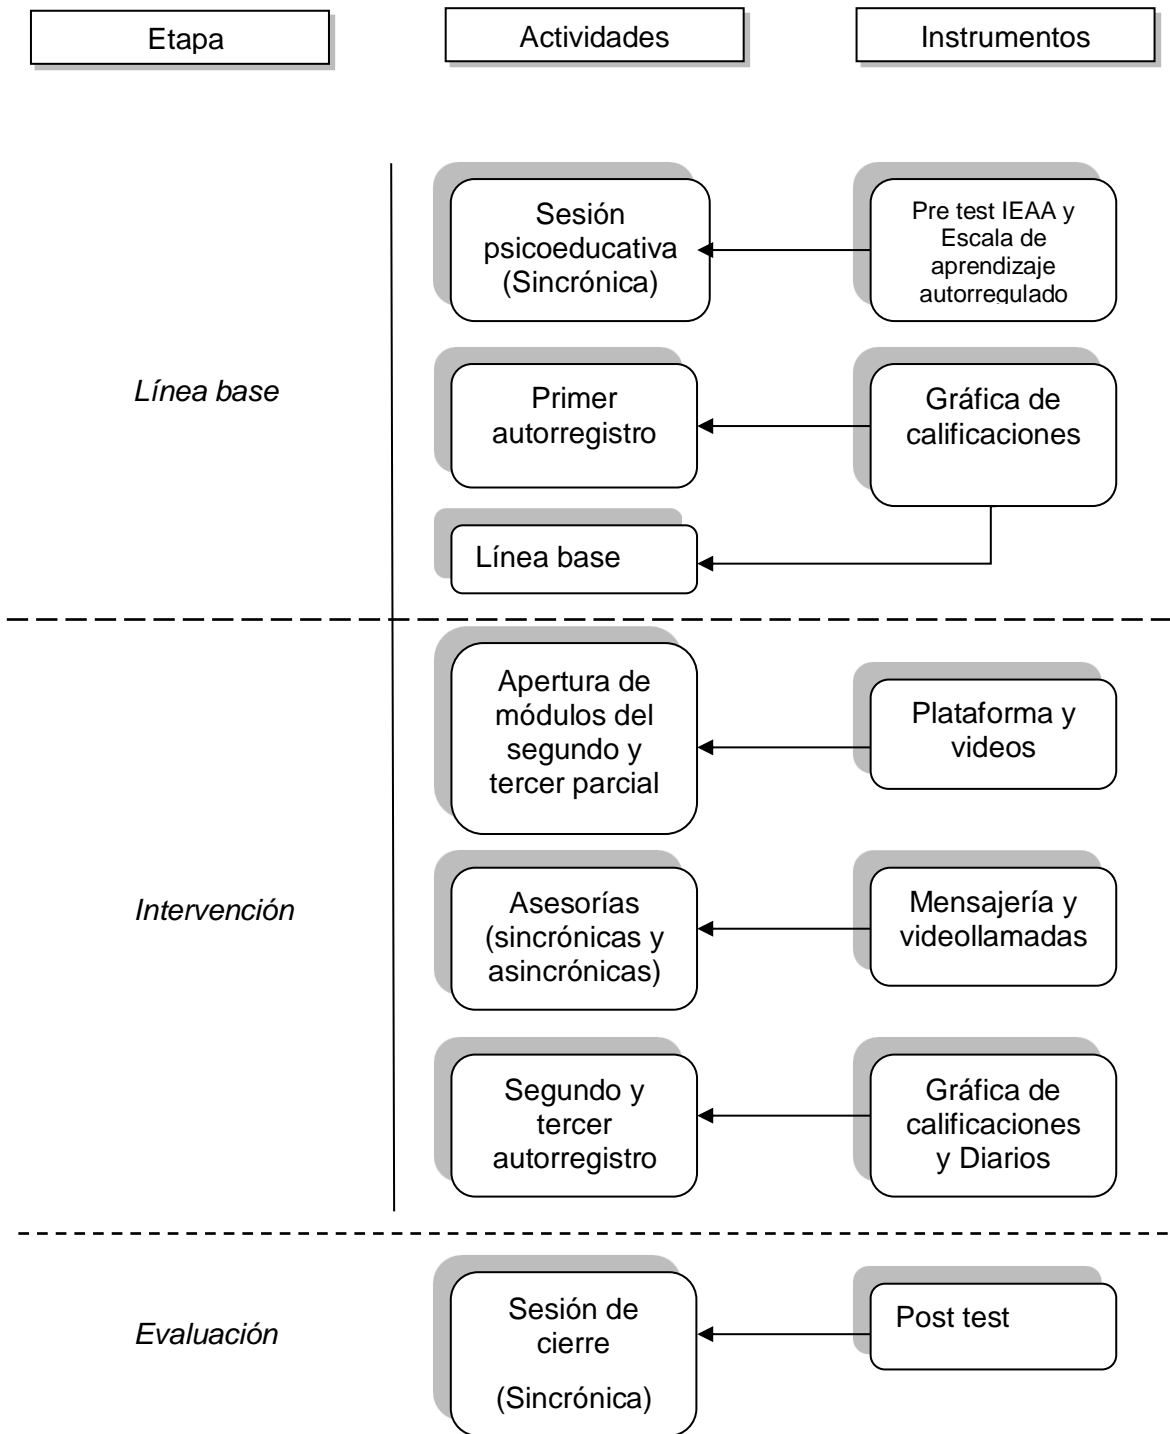 Etapa
Actividades
Instrumentos
Línea base
Sesión
psicoeducativa
(Sincrónica)
Pre test IEAA y
Escala de
aprendizaje
autorregulado
Primer
autorregistro
Gráfica de
calificaciones
Línea base
Intervención
Apertura de
módulos del
segundo y
tercer parcial
Plataforma y
videos
Asesorías
(sincrónicas y
asincrónicas)
Mensajería y
videollamadas
Segundo y
tercer
autorregistro
Gráfica de
calificaciones
y Diarios
Evaluación
Sesión de
cierre
(Sincrónica)
Post test